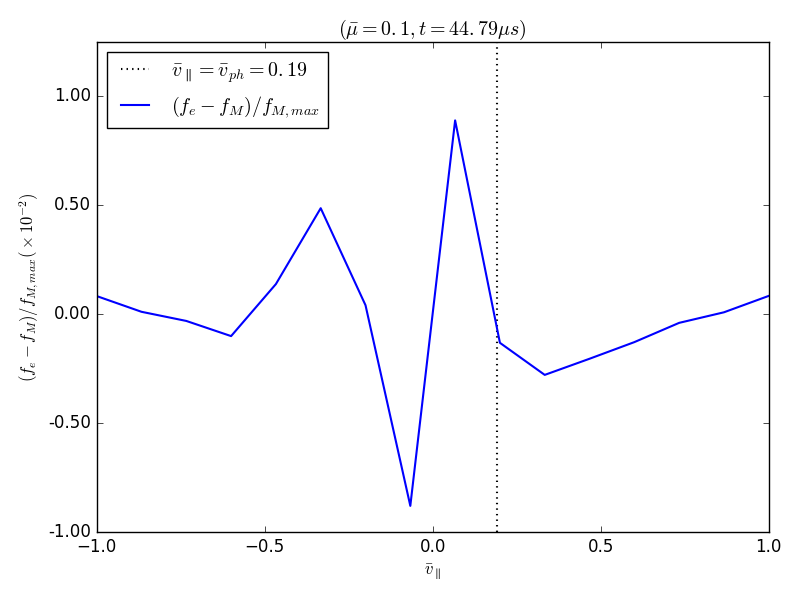 (μ̄ = 0.1, t = 44.79μs)
v̄∥ = v̄ph = 0.19
(fe − fM)/fM,max
(fe − fM)/fM,max(×10−2)
1.00
0.50
0.00
-0.50
-1.00
−1.0 −0.5 0.0 0.5 1.0
v̄∥